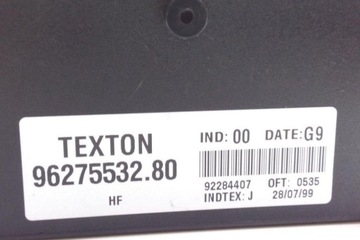 TEXTON
96275532.80
HF
IND: 00 DATE: G9
92284407 OFT: 0535
INDTEX: J 28/07/99